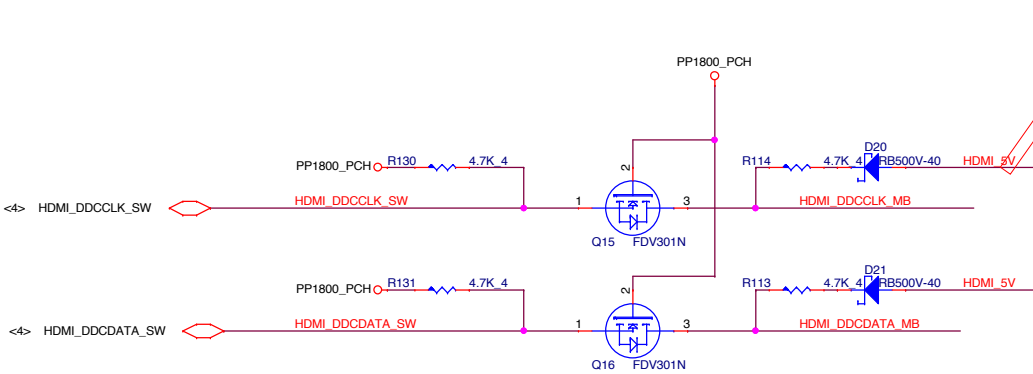 PP1800_PCH
D20
PP1800_PCH R130 4.7K_4 2 R114 4.7K_4 RB500V-40 HDMI_5V
<4> HDMI_DDCCLK_SW HDMI_DDCCLK_SW 1 3 HDMI_DDCCLK_MB
Q15 FDV301N
D21
PP1800_PCH R131 4.7K_4 2 R113 4.7K_4 RB500V-40 HDMI_5V
<4> HDMI_DDCDATA_SW HDMI_DDCDATA_SW 1 3 HDMI_DDCDATA_MB
Q16 FDV301N